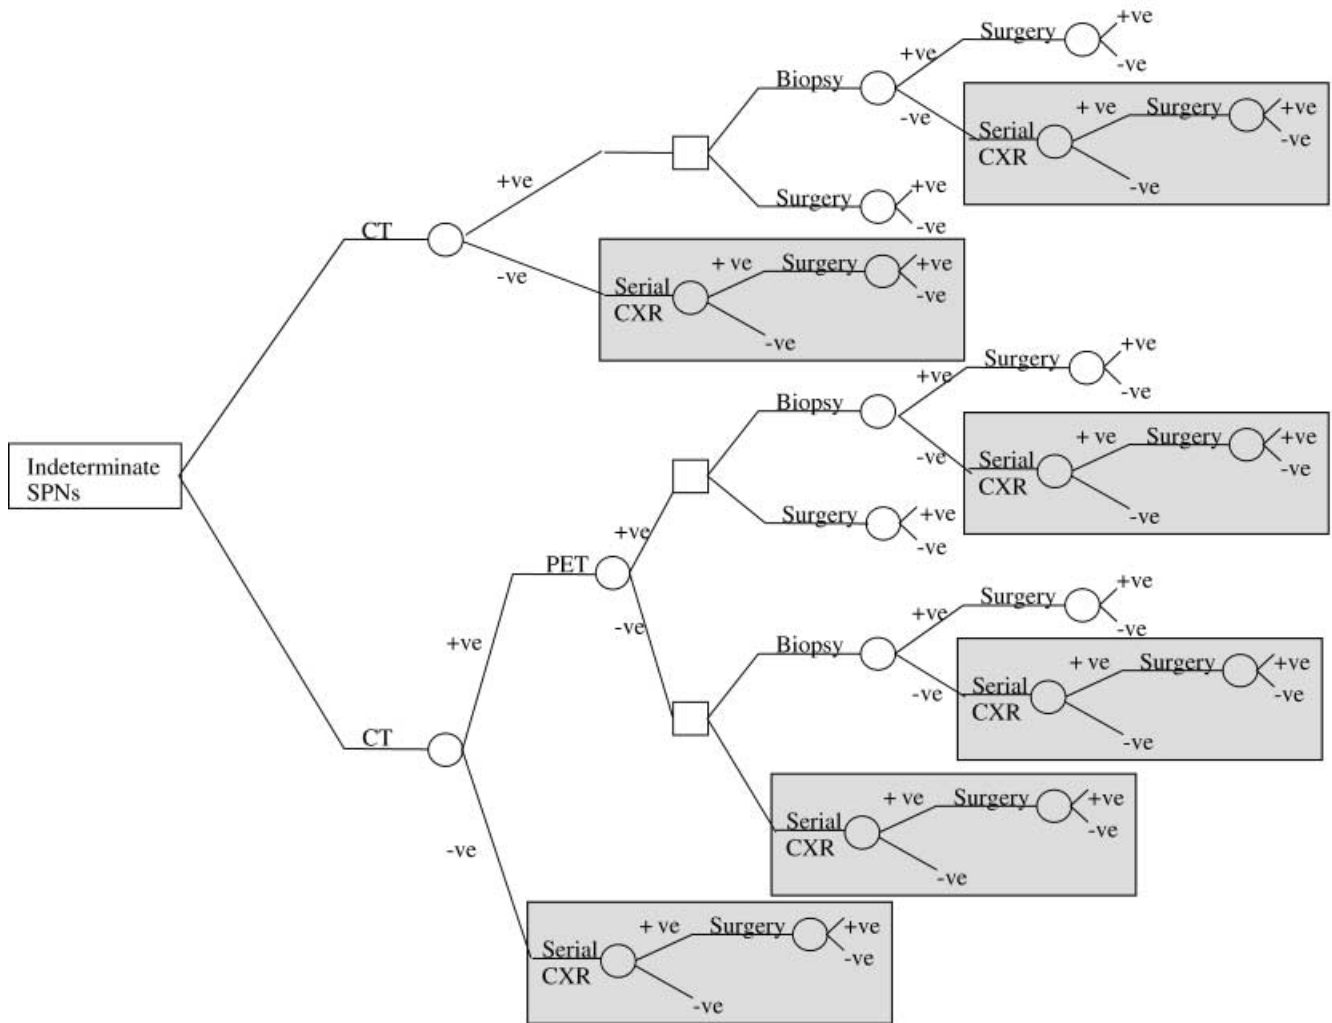 +ve
Surgery
-ve
+ve
Biopsy
-ve
+ ve
Surgery
+ve
-ve
Serial
CXR
-ve
+ve
Surgery
+ve
-ve
CT
-ve
+ ve
Surgery
+ve
-ve
Serial
CXR
-ve
Indeterminate
SPNs
+ve
Surgery
-ve
+ve
Biopsy
-ve
+ ve
Surgery
+ve
-ve
Serial
CXR
-ve
+ve
Surgery
+ve
-ve
PET
-ve
+ve
Surgery
-ve
+ve
Biopsy
-ve
+ ve
Surgery
+ve
-ve
Serial
CXR
-ve
+ve
CT
-ve
+ ve
Surgery
+ve
-ve
Serial
CXR
-ve
+ ve
Surgery
+ve
-ve
Serial
CXR
-ve